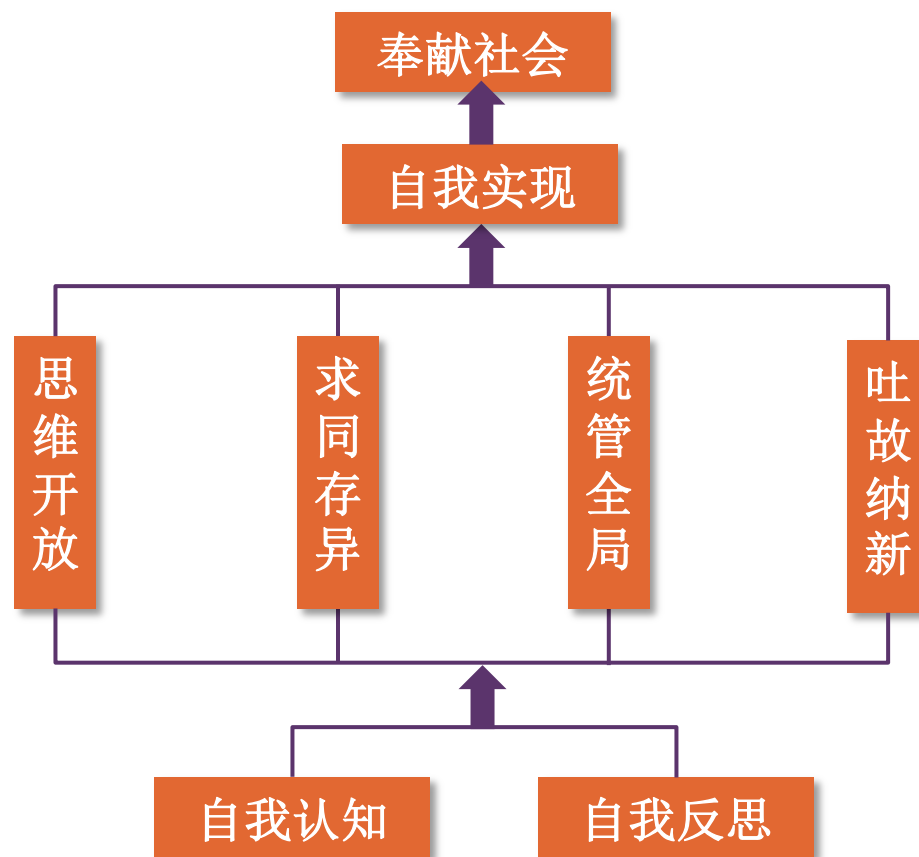 奉献社会
自我实现
思维开放
求同存异
统管全局
吐故纳新
自我认知
自我反思